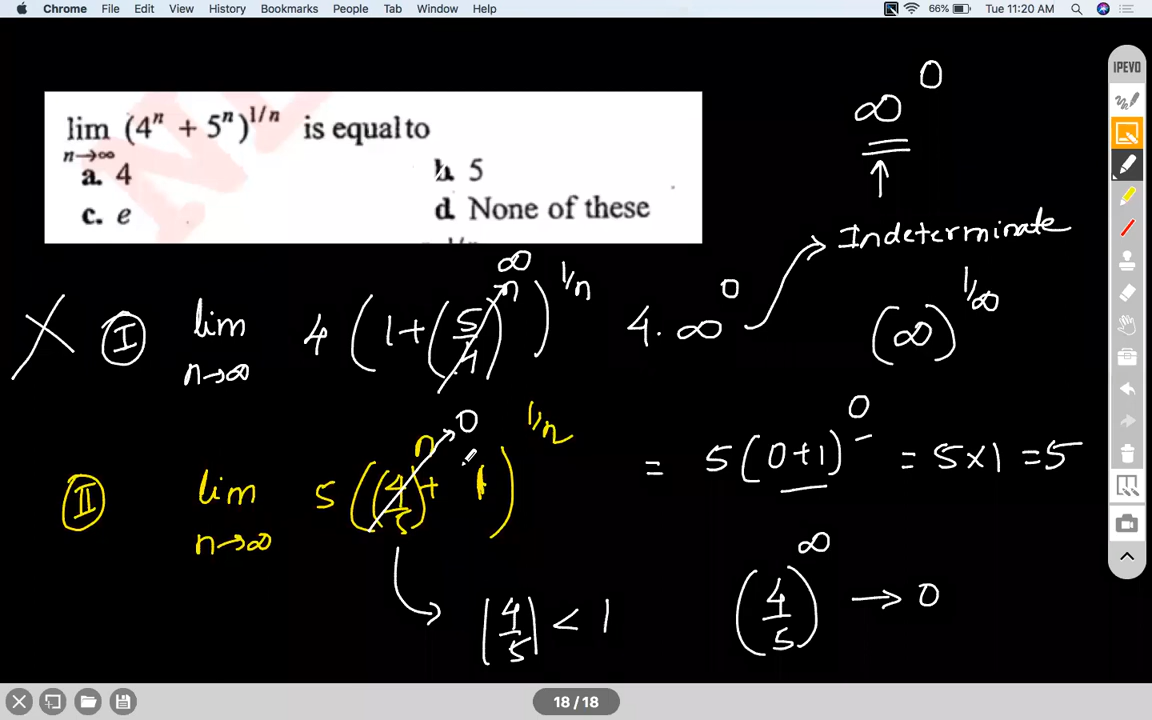 Chrome File Edit View History Bookmarks People Tab Window Help 66% Tue 11:20 AM
IPEVO
lim (4ⁿ + 5ⁿ)^1/n is equal to
n→∞
a. 4 b. 5
c. e d. None of these
∞^0
Indeterminate
X I lim n→∞ 4(1+(5/4)^n)^1/n ∞ 4.∞^0 (∞)^1/∞
II lim n→∞ 5((4/5)^n + 1)^1/n 0 = 5(0+1)^0 = 5×1 = 5
|4/5| < 1 (4/5)^∞ → 0
18 / 18